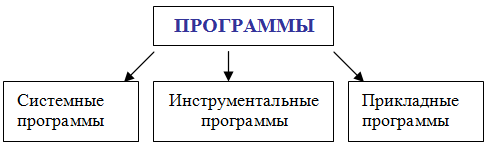 ПРОГРАММЫ
Системные
программы
Инструментальные
программы
Прикладные
программы